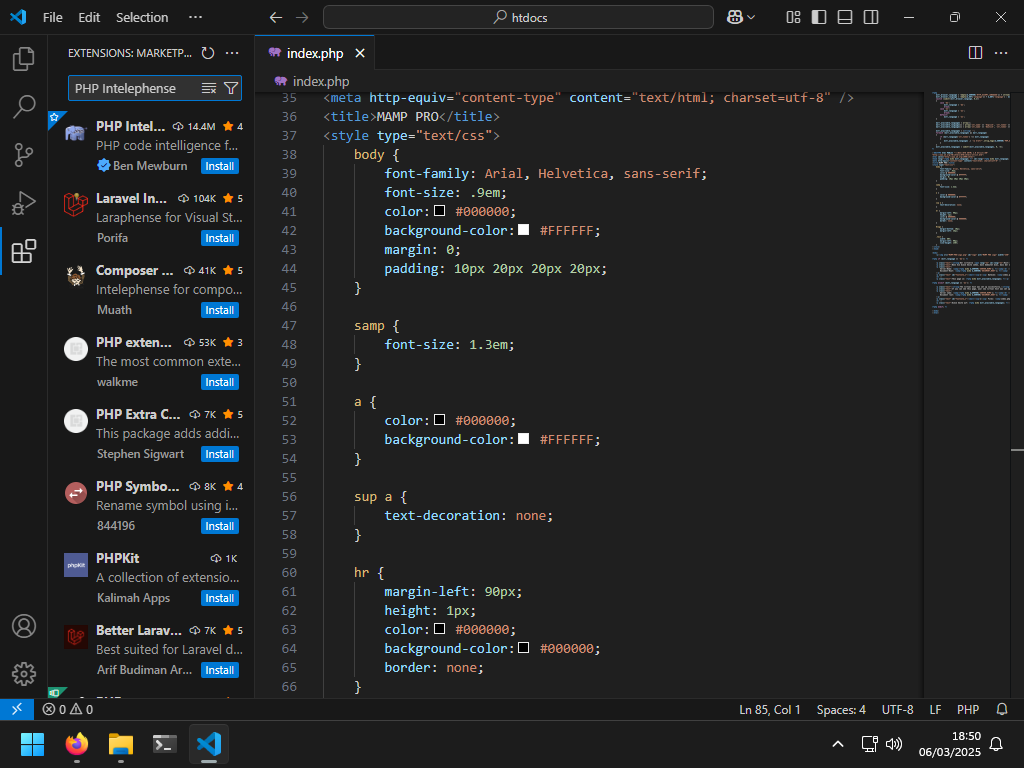 File Edit Selection ··· htdocs
EXTENSIONS: MARKETP... ···
PHP Intelephense
PHP Intel... 14.4M 4
PHP code intelligence f...
Ben Mewburn Install
Laravel In... 104K 5
Laraphense for Visual St...
Porifa Install
Composer ... 41K 5
Intelephense for compo...
Muath Install
PHP exten... 53K 3
The most common exte...
walkme Install
PHP Extra C... 7K 5
This package adds addi...
Stephen Sigwart Install
PHP Symbo... 8K 4
Rename symbol using i...
844196 Install
phpKit
PHPKit 1K
A collection of extensio...
Kalimah Apps Install
Better Larav... 7K 5
Best suited for Laravel d...
Arif Budiman Ar... Install
index.php
index.php
35 <meta http-equiv="content-type" content="text/html; charset=utf-8" />
36 <title>MAMP PRO</title>
37 <style type="text/css">
38 body {
39 font-family: Arial, Helvetica, sans-serif;
40 font-size: .9em;
41 color: #000000;
42 background-color: #FFFFFF;
43 margin: 0;
44 padding: 10px 20px 20px 20px;
45 }
46
47 samp {
48 font-size: 1.3em;
49 }
50
51 a {
52 color: #000000;
53 background-color: #FFFFFF;
54 }
55
56 sup a {
57 text-decoration: none;
58 }
59
60 hr {
61 margin-left: 90px;
62 height: 1px;
63 color: #000000;
64 background-color: #000000;
65 border: none;
66 }
0 0 Ln 85, Col 1 Spaces: 4 UTF-8 LF PHP
18:50
06/03/2025